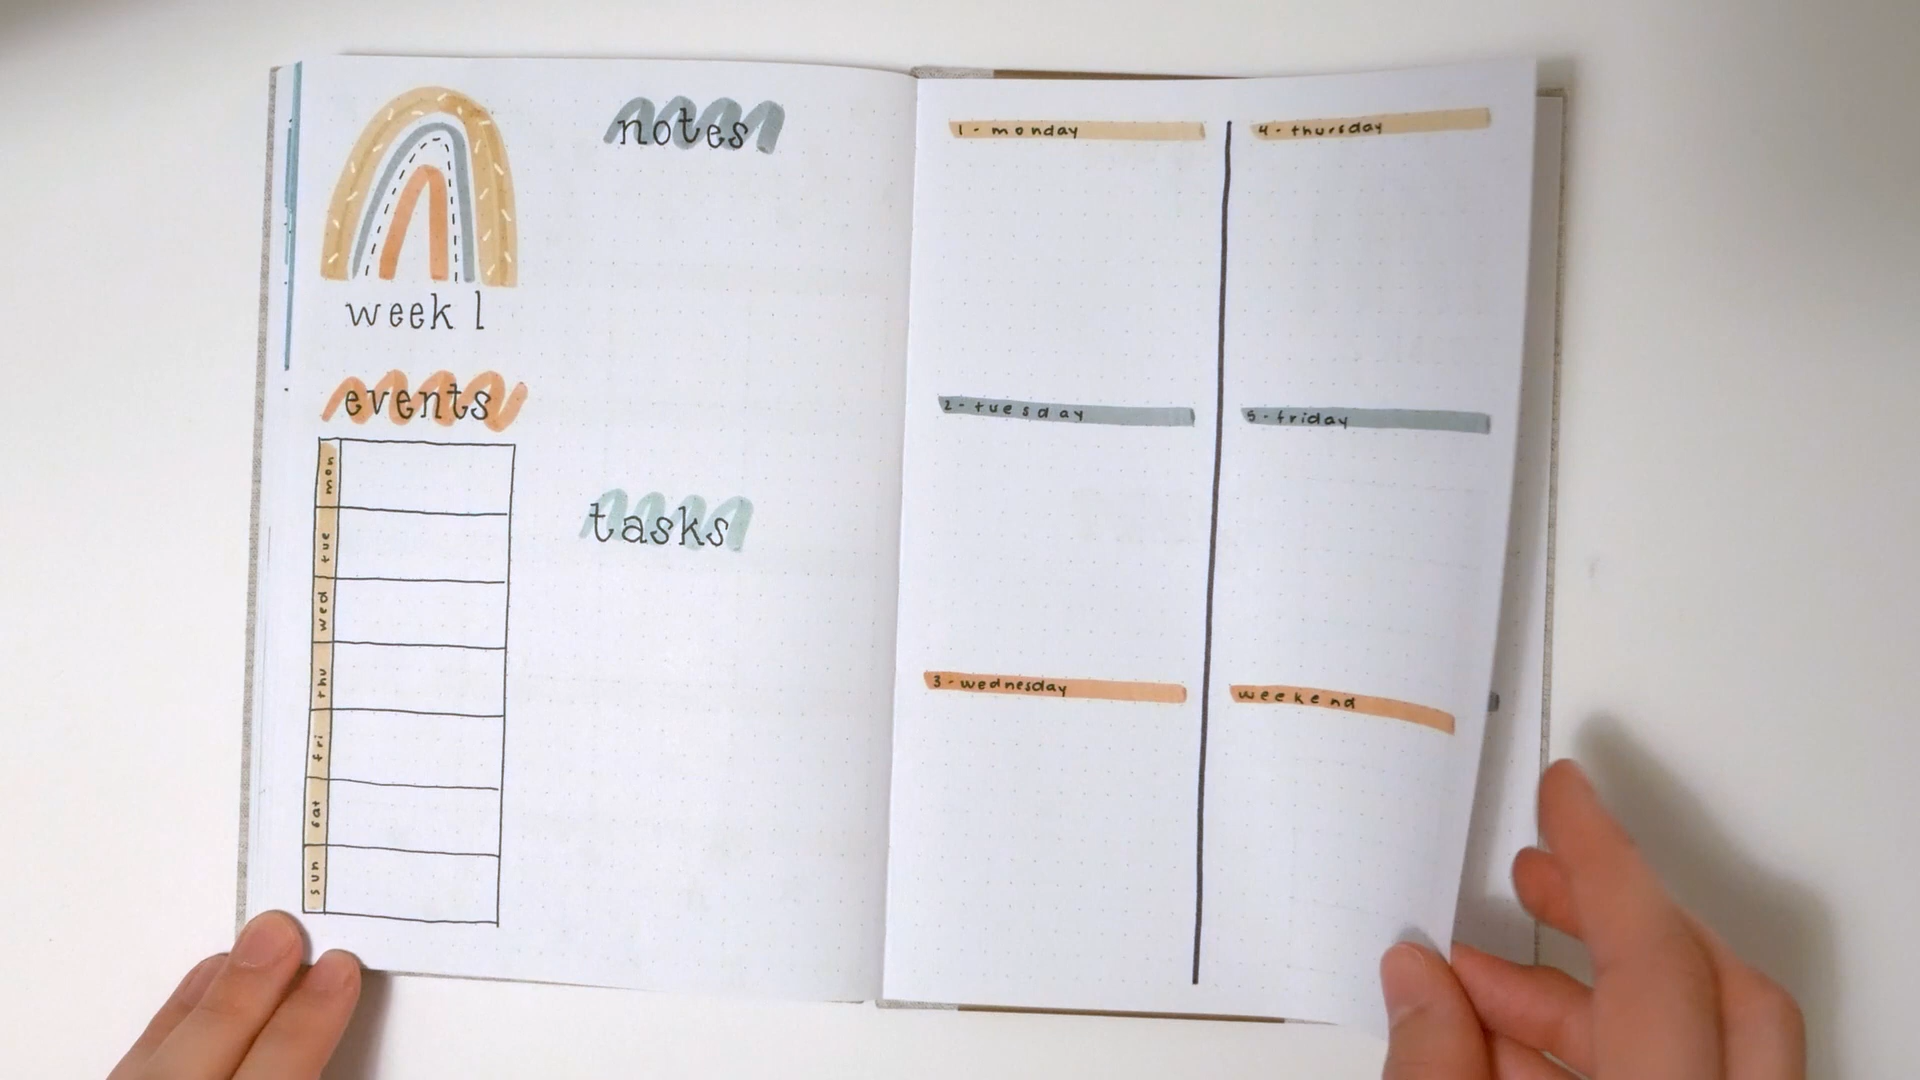 week 1
events
mon
tue
wed
thu
fri
sat
sun
notes
tasks
1 - monday
2 - tuesday
3 - wednesday
4 - thursday
5 - friday
weekend